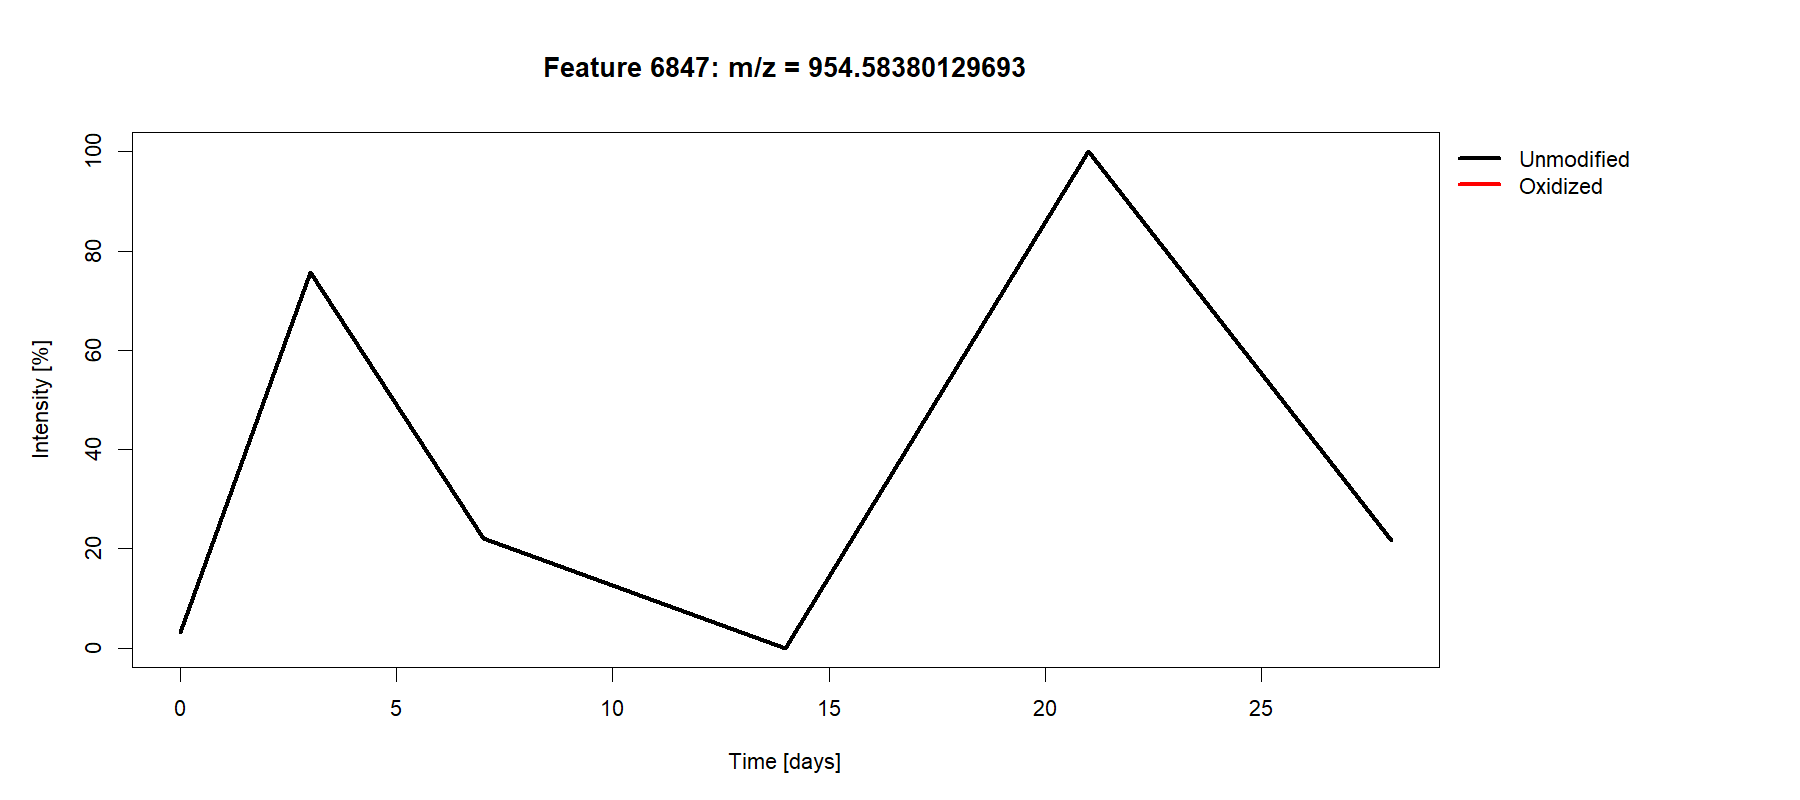 Feature 6847: m/z = 954.58380129693
Unmodified
Oxidized
Intensity [%]
100
80
60
40
20
0
0 5 10 15 20 25
Time [days]